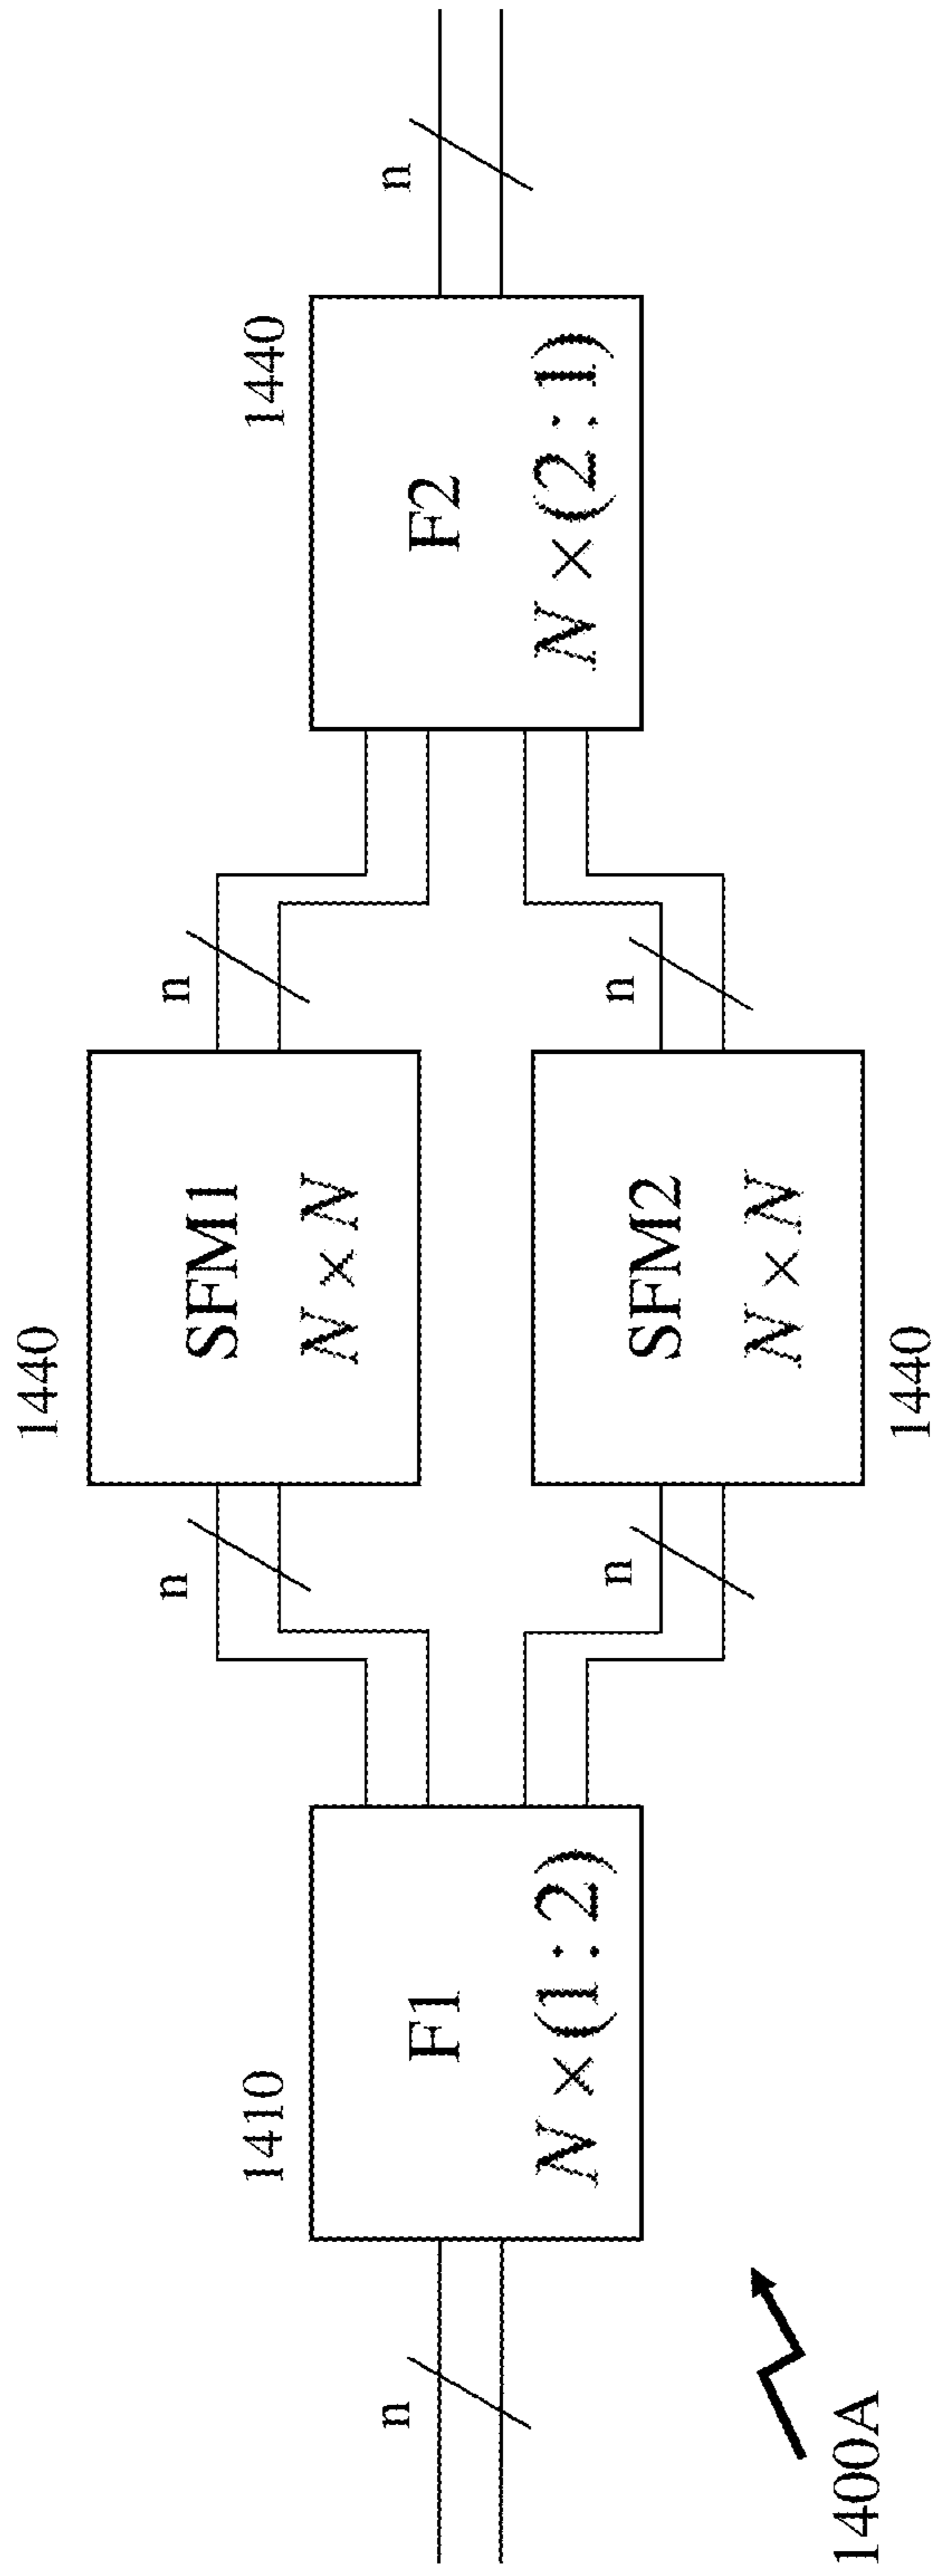 n
1410
F1
N × (1 : 2)
n
n
1440
SFM1
N × N
SFM2
N × N
1440
n
n
1440
F2
N × (2 : 1)
n
1400A